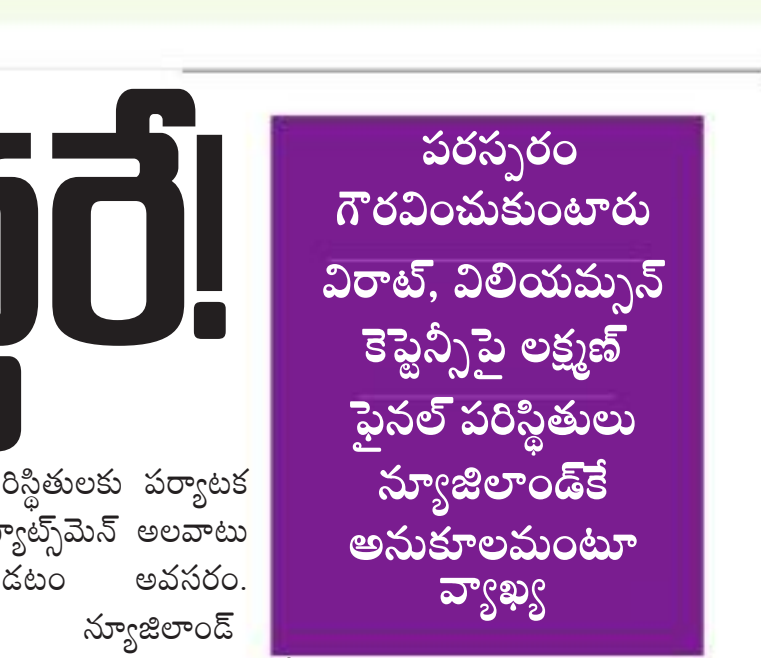 రే!
పరస్పరం
గౌరవించుకుంటారు
విరాట్, విలియమ్సన్
కెప్టెన్సీపై లక్ష్మణ్
ఫైనల్ పరిస్థితులు
న్యూజిలాండ్‌కే
అనుకూలమంటూ
వ్యాఖ్య
రిస్థితులకు పర్యాటక
్యాట్స్‌మెన్ అలవాటు
డటం అవసరం.
న్యూజిలాండ్